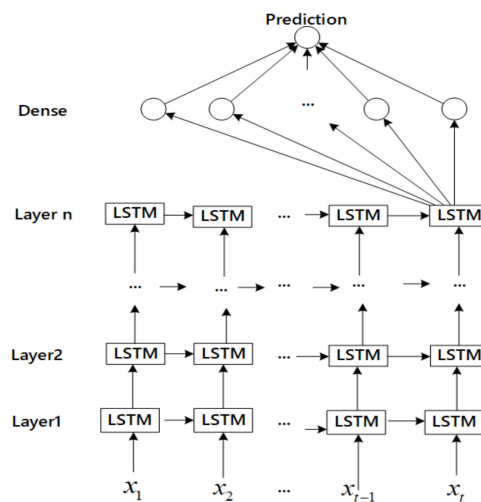 Prediction
Dense
...
Layer n LSTM LSTM ... LSTM LSTM
... ... ... ... ...
Layer2 LSTM LSTM ... LSTM LSTM
Layer1 LSTM LSTM ... LSTM LSTM
x₁ x₂ ... xₜ₋₁ xₜ